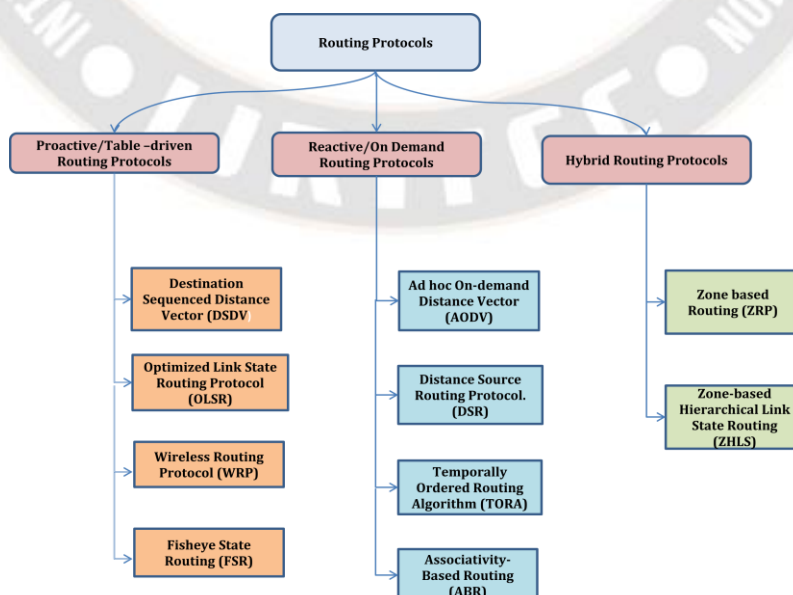 Routing Protocols
Proactive/Table –driven
Routing Protocols
Reactive/On Demand
Routing Protocols
Hybrid Routing Protocols
Destination
Sequenced Distance
Vector (DSDV)
Optimized Link State
Routing Protocol
(OLSR)
Wireless Routing
Protocol (WRP)
Fisheye State
Routing (FSR)
Ad hoc On-demand
Distance Vector
(AODV)
Distance Source
Routing Protocol.
(DSR)
Temporally
Ordered Routing
Algorithm (TORA)
Associativity-
Based Routing
(ABR)
Zone based
Routing (ZRP)
Zone-based
Hierarchical Link
State Routing
(ZHLS)